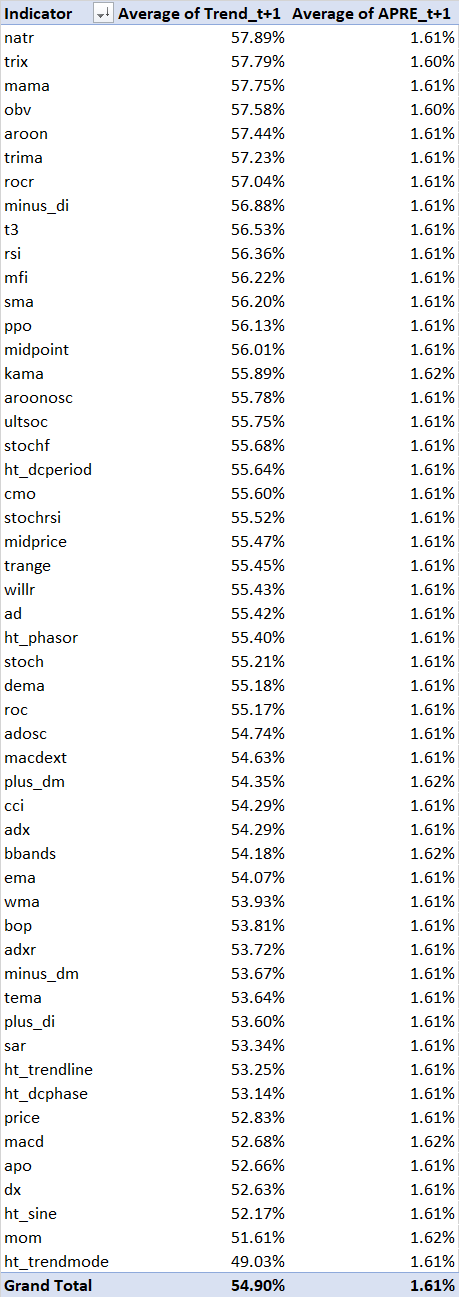 Indicator Average of Trend_t+1 Average of APRE_t+1
natr 57.89% 1.61%
trix 57.79% 1.60%
mama 57.75% 1.61%
obv 57.58% 1.60%
aroon 57.44% 1.61%
trima 57.23% 1.61%
rocr 57.04% 1.61%
minus_di 56.88% 1.61%
t3 56.53% 1.61%
rsi 56.36% 1.61%
mfi 56.22% 1.61%
sma 56.20% 1.61%
ppo 56.13% 1.61%
midpoint 56.01% 1.61%
kama 55.89% 1.62%
aroonosc 55.78% 1.61%
ultsoc 55.75% 1.61%
stochf 55.68% 1.61%
ht_dcperiod 55.64% 1.61%
cmo 55.60% 1.61%
stochrsi 55.52% 1.61%
midprice 55.47% 1.61%
trange 55.45% 1.61%
willr 55.43% 1.61%
ad 55.42% 1.61%
ht_phasor 55.40% 1.61%
stoch 55.21% 1.61%
dema 55.18% 1.61%
roc 55.17% 1.61%
adosc 54.74% 1.61%
macdext 54.63% 1.61%
plus_dm 54.35% 1.62%
cci 54.29% 1.61%
adx 54.29% 1.61%
bbands 54.18% 1.62%
ema 54.07% 1.61%
wma 53.93% 1.61%
bop 53.81% 1.61%
adxr 53.72% 1.61%
minus_dm 53.67% 1.61%
tema 53.64% 1.61%
plus_di 53.60% 1.61%
sar 53.34% 1.61%
ht_trendline 53.25% 1.61%
ht_dcphase 53.14% 1.61%
price 52.83% 1.61%
macd 52.68% 1.62%
apo 52.66% 1.61%
dx 52.63% 1.61%
ht_sine 52.17% 1.61%
mom 51.61% 1.62%
ht_trendmode 49.03% 1.61%
Grand Total 54.90% 1.61%